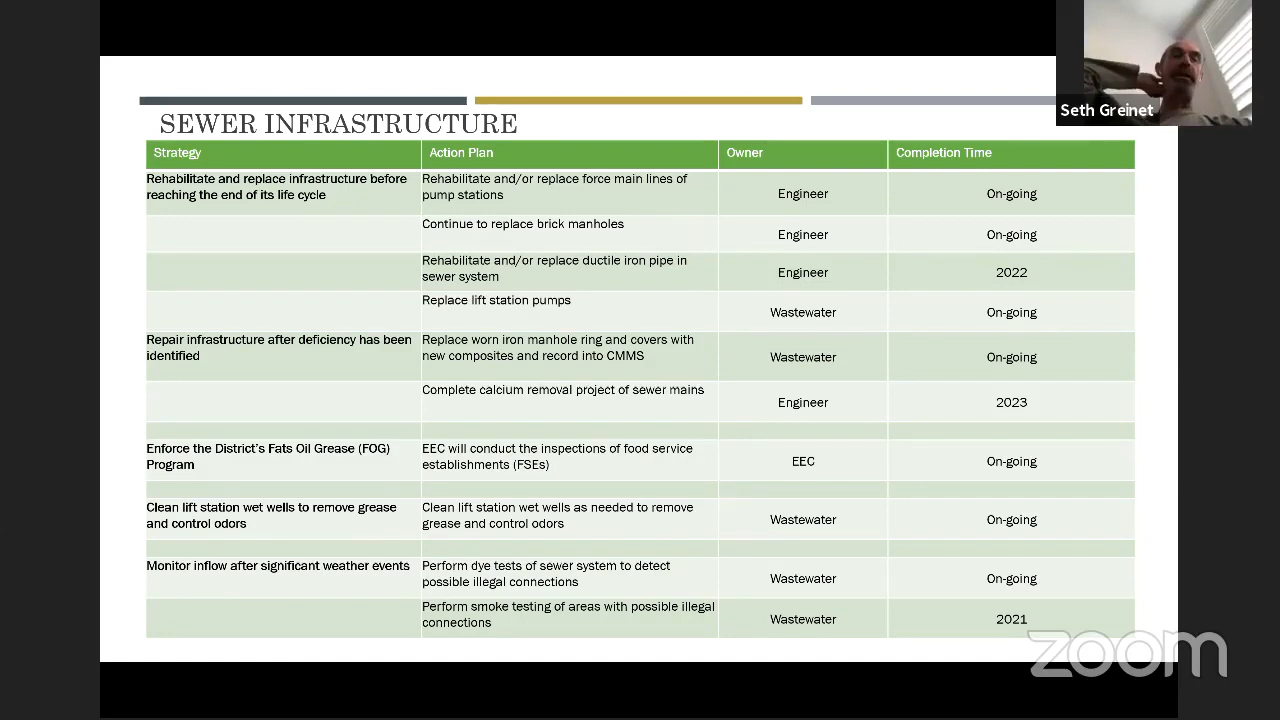 Seth Greinet
SEWER INFRASTRUCTURE
Strategy Action Plan Owner Completion Time
Rehabilitate and replace infrastructure before
reaching the end of its life cycle
Rehabilitate and/or replace force main lines of
pump stations
Engineer
On-going
Continue to replace brick manholes
Engineer
On-going
Rehabilitate and/or replace ductile iron pipe in
sewer system
Engineer
2022
Replace lift station pumps
Wastewater
On-going
Repair infrastructure after deficiency has been
identified
Replace worn iron manhole ring and covers with
new composites and record into CMMS
Wastewater
On-going
Complete calcium removal project of sewer mains
Engineer
2023
Enforce the District's Fats Oil Grease (FOG)
Program
EEC will conduct the inspections of food service
establishments (FSEs)
EEC
On-going
Clean lift station wet wells to remove grease
and control odors
Clean lift station wet wells as needed to remove
grease and control odors
Wastewater
On-going
Monitor inflow after significant weather events
Perform dye tests of sewer system to detect
possible illegal connections
Wastewater
On-going
Perform smoke testing of areas with possible illegal
connections
Wastewater
2021
zoom